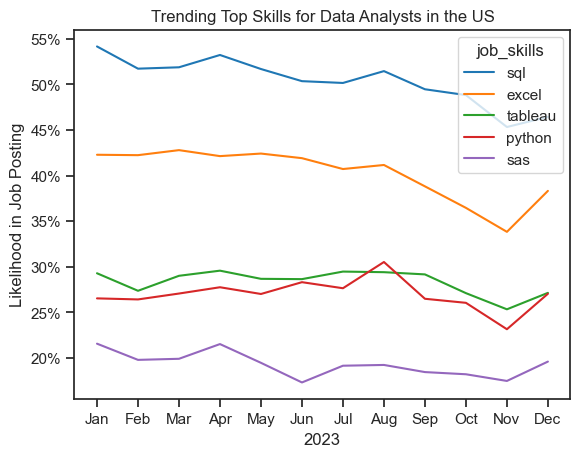 Trending Top Skills for Data Analysts in the US
55%
50%
45%
40%
35%
30%
25%
20%
Likelihood in Job Posting
job_skills
sql
excel
tableau
python
sas
Jan Feb Mar Apr May Jun Jul Aug Sep Oct Nov Dec
2023